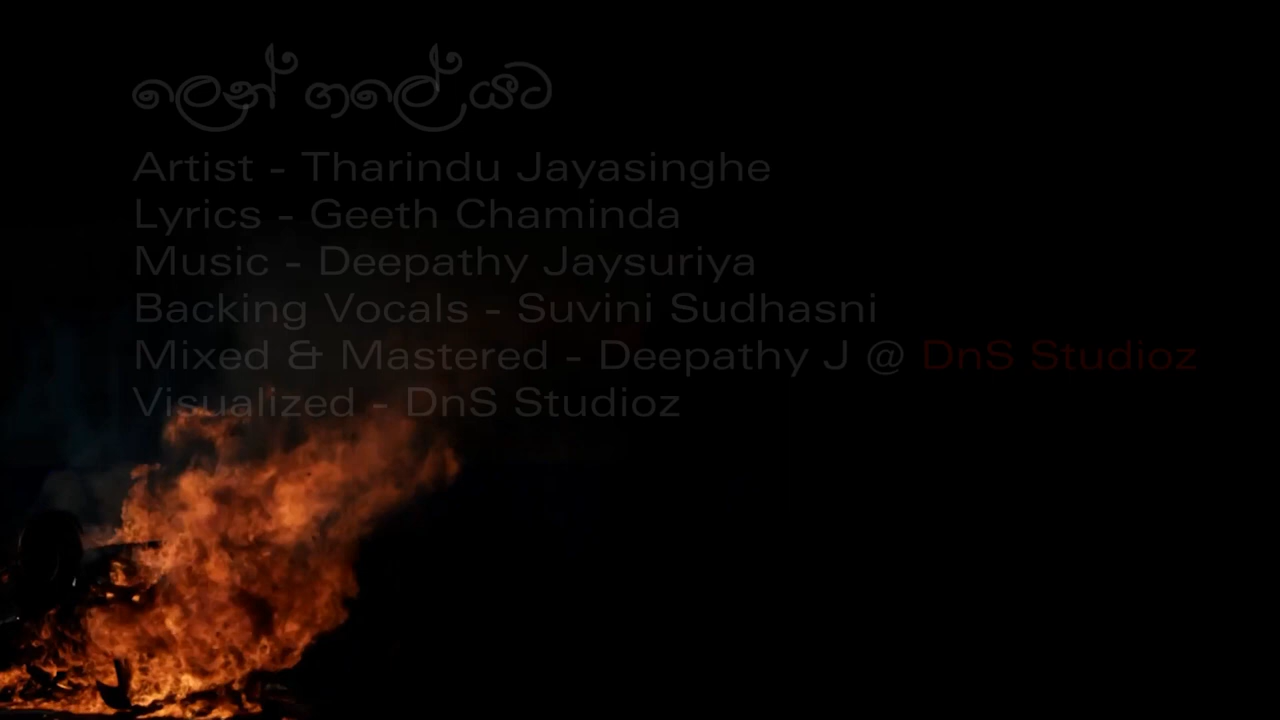 ලෙන් ගලේ යට
Artist - Tharindu Jayasinghe
Lyrics - Geeth Chaminda
Music - Deepathy Jaysuriya
Backing Vocals - Suvini Sudhasni
Mixed & Mastered - Deepathy J @ DnS Studioz
Visualized - DnS Studioz